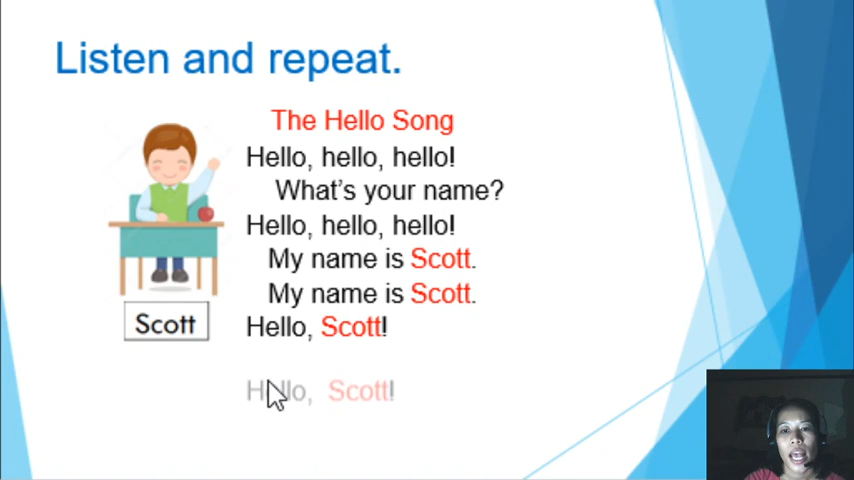 Listen and repeat.
The Hello Song
Hello, hello, hello!
What's your name?
Hello, hello, hello!
My name is Scott.
My name is Scott.
Hello, Scott!
Hello, Scott!
Scott